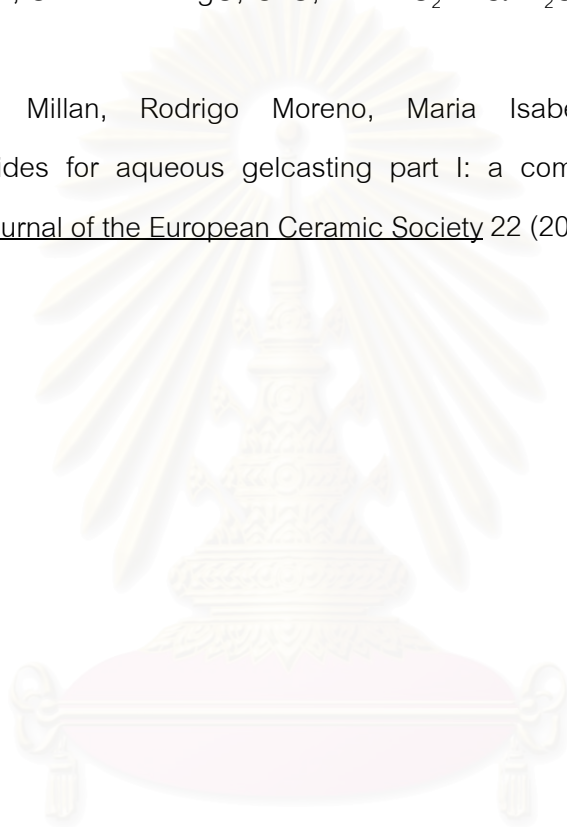 Millan, Rodrigo Moreno, Maria Isabe
ides for aqueous gelcasting part I: a com
urnal of the European Ceramic Society 22 (20